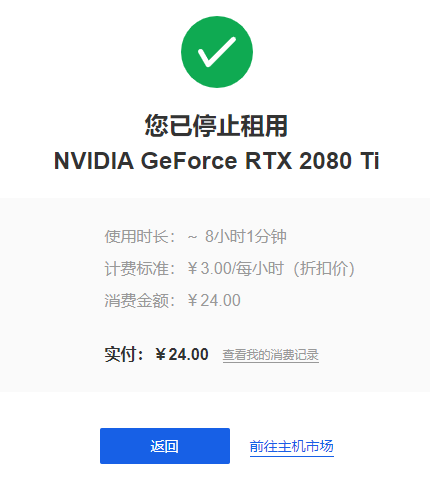 您已停止租用
NVIDIA GeForce RTX 2080 Ti
使用时长：~ 8小时1分钟
计费标准：￥3.00/每小时（折扣价）
消费金额：￥24.00
实付：￥24.00 查看我的消费记录
返回 前往主机市场